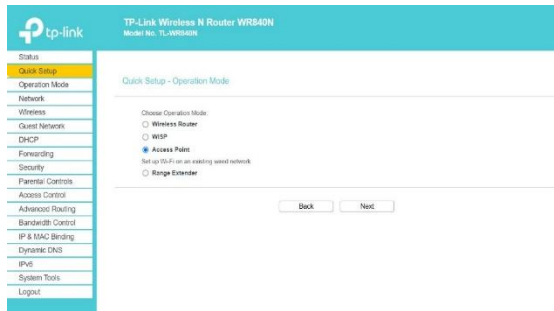 tp-link
TP-Link Wireless N Router WR840N
Model No. TL-WR840N
Status
Quick Setup
Operation Mode
Network
Wireless
Guest Network
DHCP
Forwarding
Security
Parental Controls
Access Control
Advanced Routing
Bandwidth Control
IP & MAC Binding
Dynamic DNS
IPv6
System Tools
Logout
Quick Setup - Operation Mode
Choose Operation Mode:
Wireless Router
WISP
Access Point
Set up Wi-Fi on an existing wired network
Range Extender
Back Next